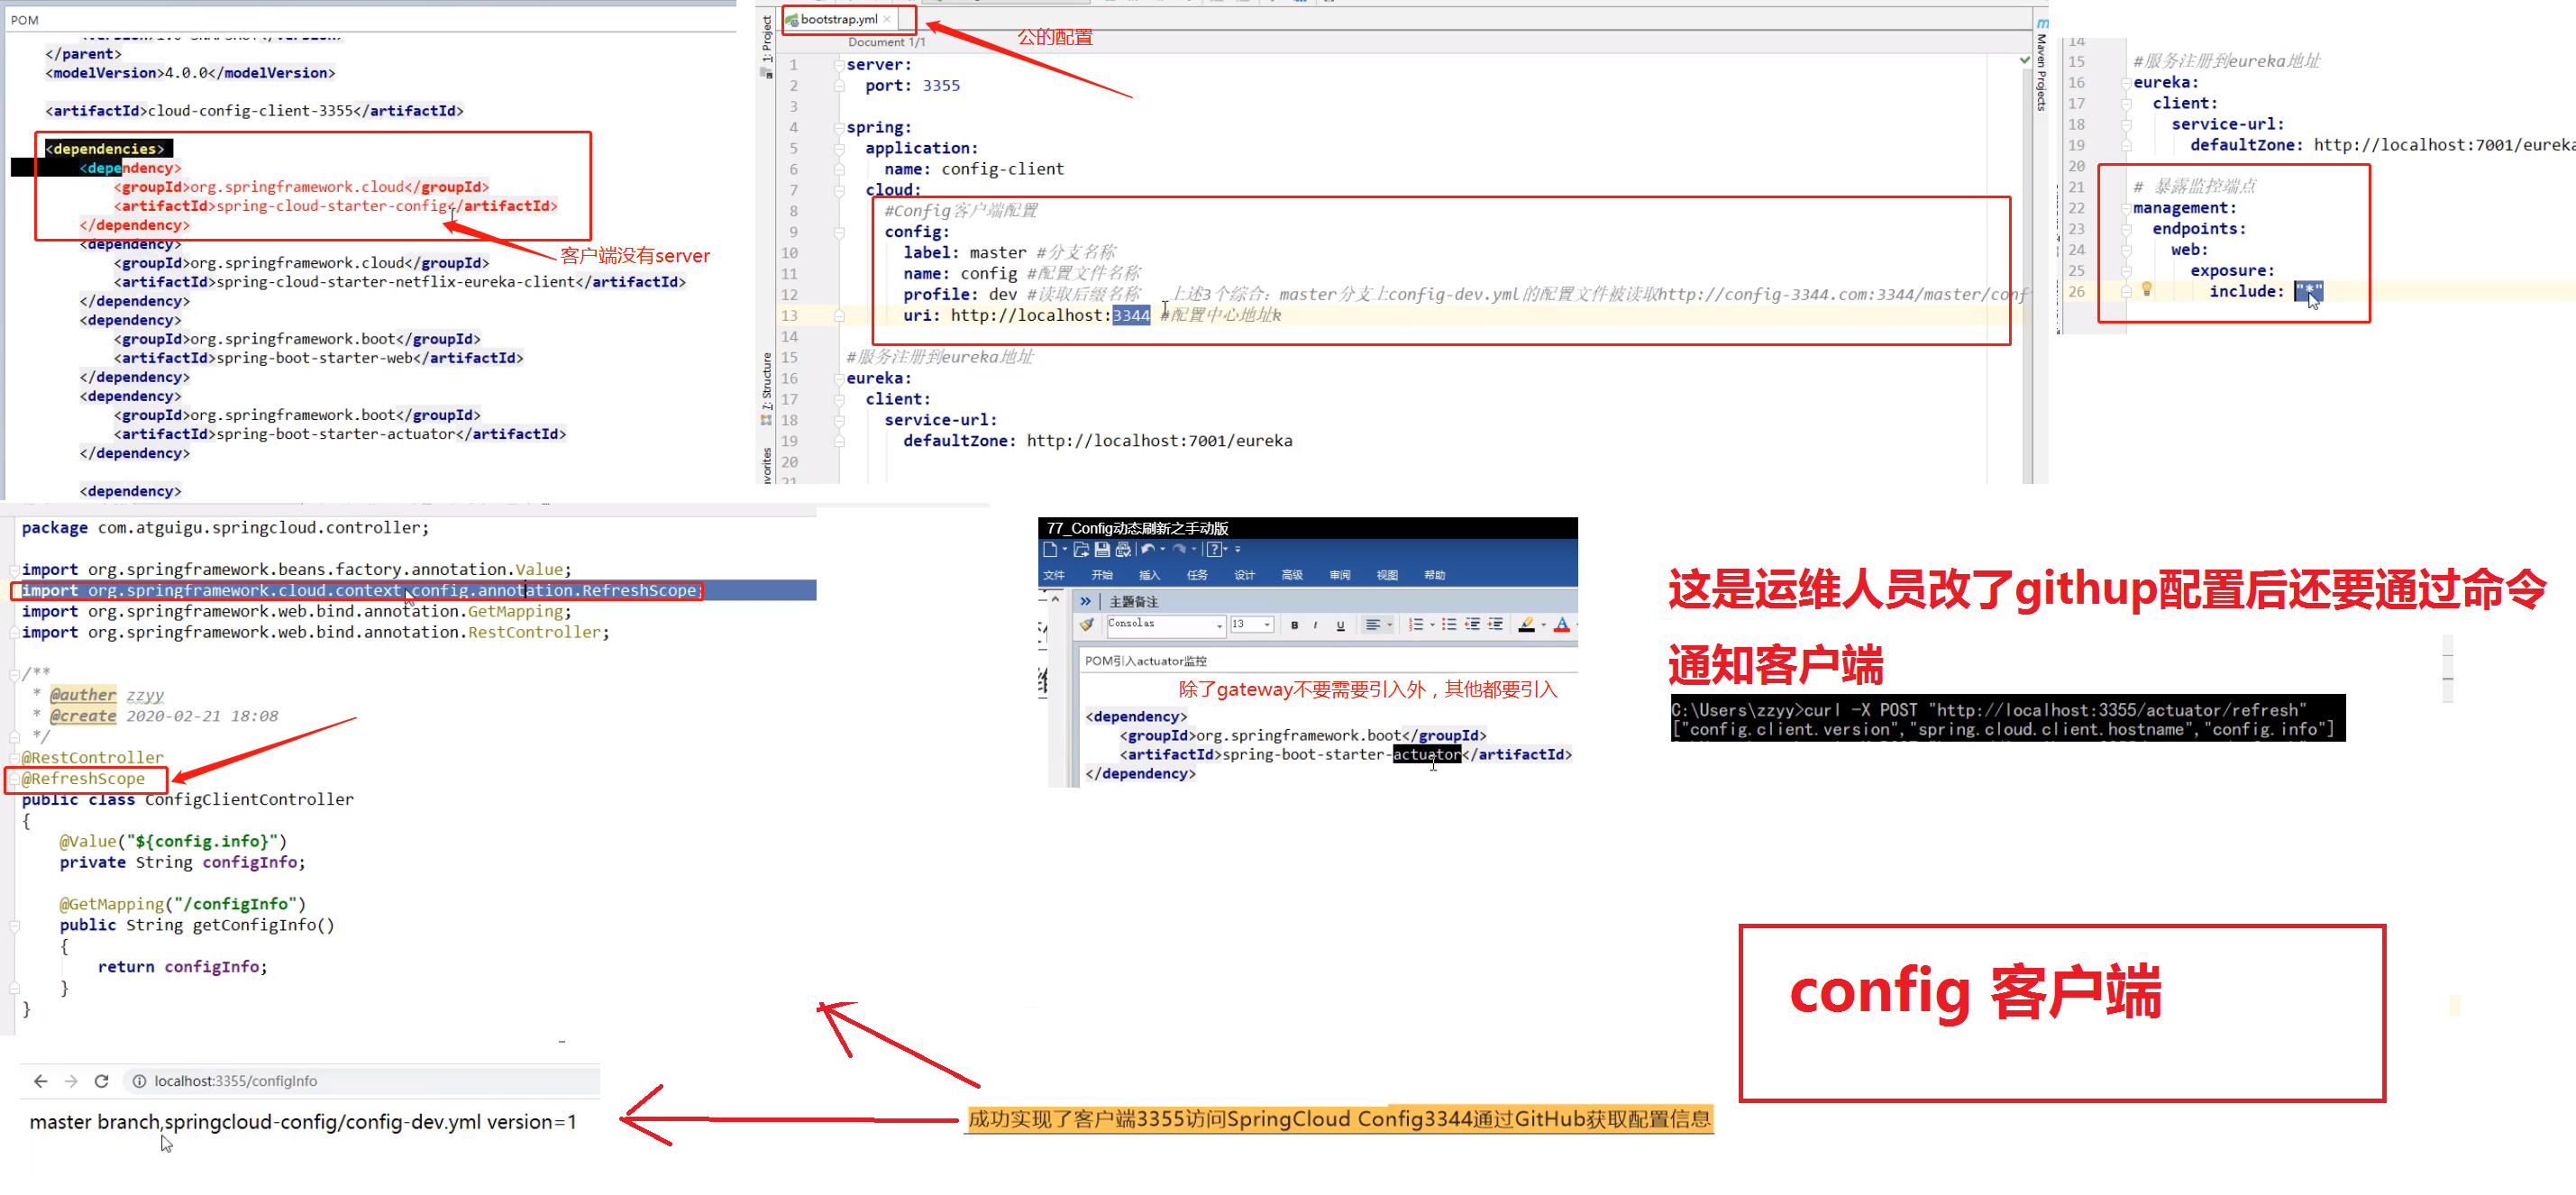 POM
</parent>
<modelVersion>4.0.0</modelVersion>
<artifactId>cloud-config-client-3355</artifactId>
<dependencies>
<dependency>
<groupId>org.springframework.cloud</groupId>
<artifactId>spring-cloud-starter-config</artifactId>
</dependency>
客户端没有server
<dependency>
<groupId>org.springframework.cloud</groupId>
<artifactId>spring-cloud-starter-netflix-eureka-client</artifactId>
</dependency>
<dependency>
<groupId>org.springframework.boot</groupId>
<artifactId>spring-boot-starter-web</artifactId>
</dependency>
<dependency>
<groupId>org.springframework.boot</groupId>
<artifactId>spring-boot-starter-actuator</artifactId>
</dependency>
<dependency>
1: Project
7: Structure
bootstrap.yml
公的配置
Document 1/1
1 server:
2 port: 3355
3
4 spring:
5 application:
6 name: config-client
7 cloud:
8 #Config客户端配置
9 config:
10 label: master #分支名称
11 name: config #配置文件名称
12 profile: dev #读取后缀名称 上述3个综合：master分支上config-dev.yml的配置文件被读取http://config-3344.com:3344/master/conf
13 uri: http://localhost:3344 #配置中心地址k
14
15 #服务注册到eureka地址
16 eureka:
17 client:
18 service-url:
19 defaultZone: http://localhost:7001/eureka
20
21
Maven Projects
14
15 #服务注册到eureka地址
16 eureka:
17 client:
18 service-url:
19 defaultZone: http://localhost:7001/eureka
20
21 # 暴露监控端点
22 management:
23 endpoints:
24 web:
25 exposure:
26 include: "*"
package com.atguigu.springcloud.controller;
import org.springframework.beans.factory.annotation.Value;
import org.springframework.cloud.context.config.annotation.RefreshScope;
import org.springframework.web.bind.annotation.GetMapping;
import org.springframework.web.bind.annotation.RestController;
/**
* @auther zzyy
* @create 2020-02-21 18:08
*/
@RestController
@RefreshScope
public class ConfigClientController
{
@Value("${config.info}")
private String configInfo;
@GetMapping("/configInfo")
public String getConfigInfo()
{
return configInfo;
}
}
77_Config动态刷新之手动版
文件 开始 插入 任务 设计 高级 审阅 视图 帮助
主题备注
Consolas 13 B I U
POM引入actuator监控
除了gateway不要需要引入外，其他都要引入
<dependency>
<groupId>org.springframework.boot</groupId>
<artifactId>spring-boot-starter-actuator</artifactId>
</dependency>
这是运维人员改了githup配置后还要通过命令
通知客户端
C:\Users\zzyy>curl -X POST "http://localhost:3355/actuator/refresh"
["config.client.version","spring.cloud.client.hostname","config.info"]
config 客户端
localhost:3355/configInfo
master branch,springcloud-config/config-dev.yml version=1
成功实现了客户端3355访问SpringCloud Config3344通过GitHub获取配置信息